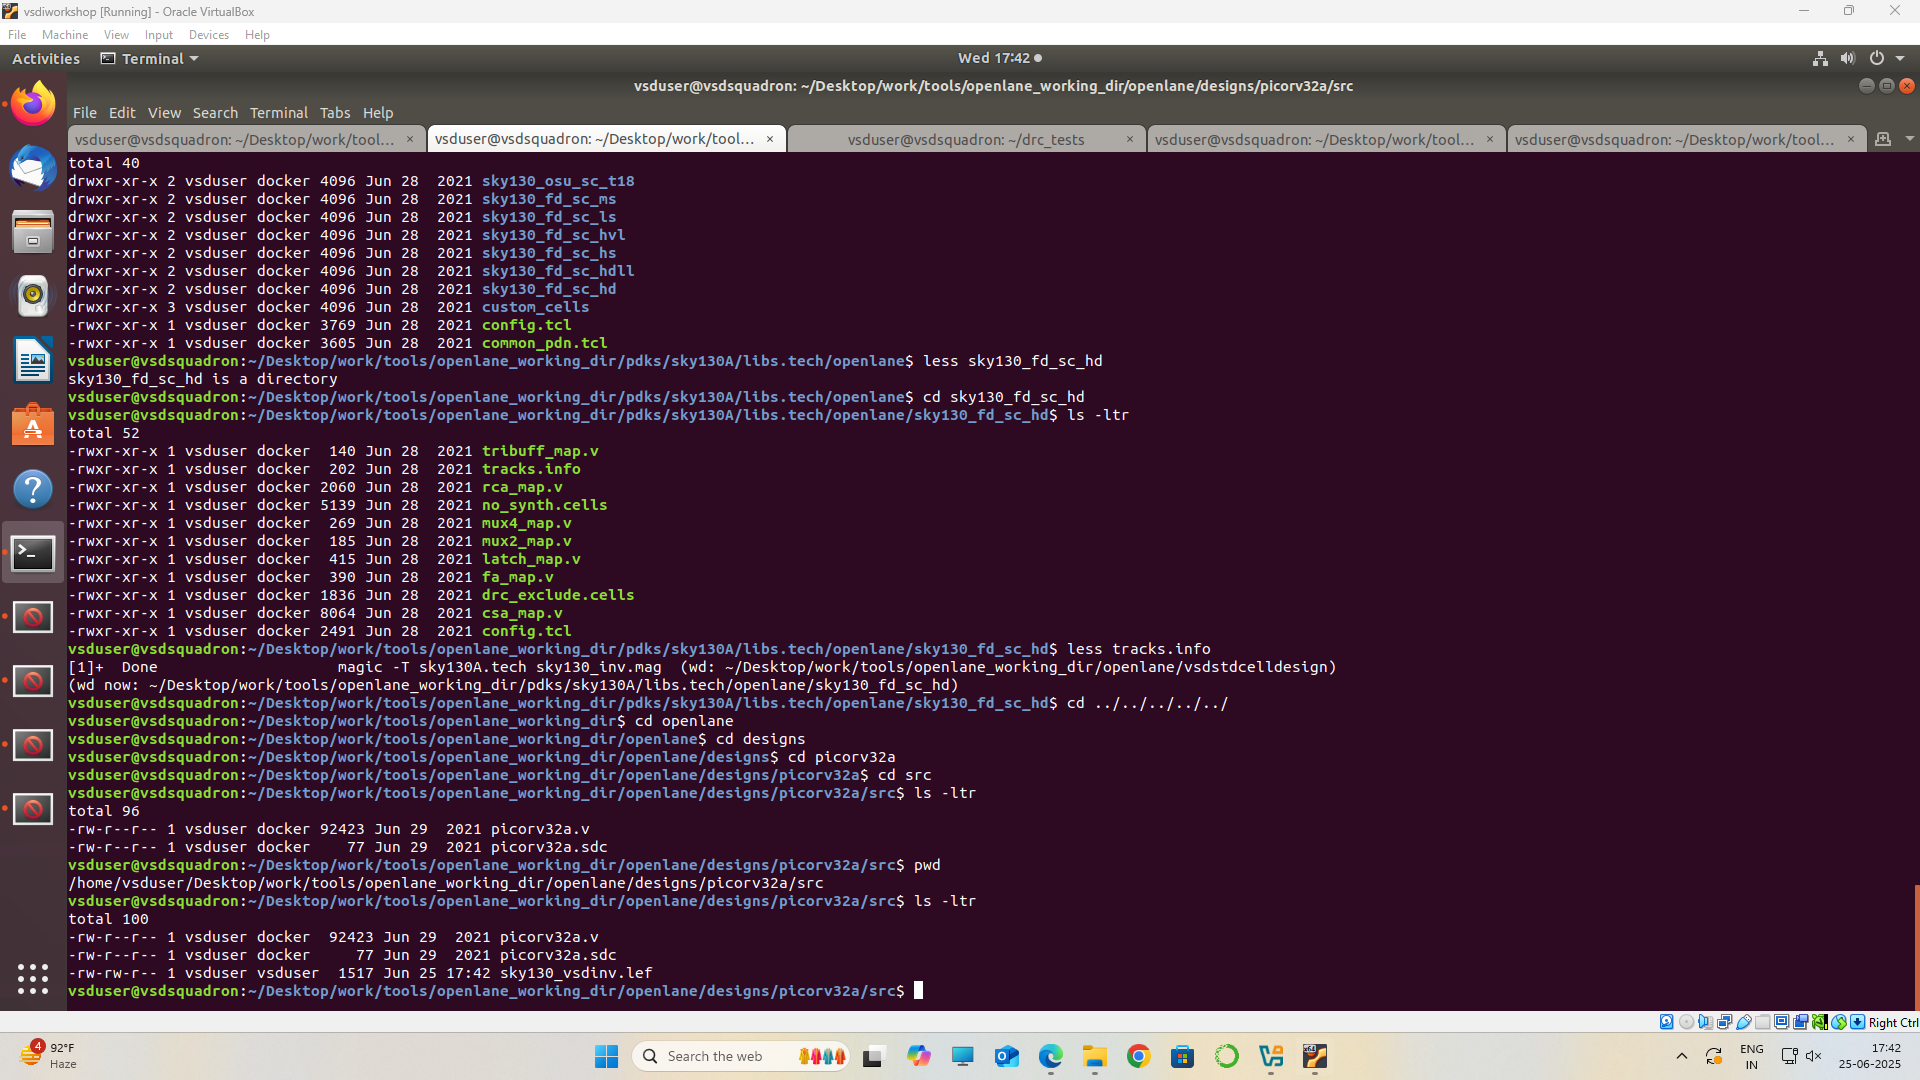 vsdiworkshop [Running] - Oracle VirtualBox
File Machine View Input Devices Help
Activities Terminal Wed 17:42
vsduser@vsdsquadron: ~/Desktop/work/tools/openlane_working_dir/openlane/designs/picorv32a/src
File Edit View Search Terminal Tabs Help
vsduser@vsdsquadron: ~/Desktop/work/tool... × vsduser@vsdsquadron: ~/Desktop/work/tool... × vsduser@vsdsquadron: ~/drc_tests × vsduser@vsdsquadron: ~/Desktop/work/tool... × vsduser@vsdsquadron: ~/Desktop/work/tool... ×
total 40
drwxr-xr-x 2 vsduser docker 4096 Jun 28  2021 sky130_osu_sc_t18
drwxr-xr-x 2 vsduser docker 4096 Jun 28  2021 sky130_fd_sc_ms
drwxr-xr-x 2 vsduser docker 4096 Jun 28  2021 sky130_fd_sc_ls
drwxr-xr-x 2 vsduser docker 4096 Jun 28  2021 sky130_fd_sc_hvl
drwxr-xr-x 2 vsduser docker 4096 Jun 28  2021 sky130_fd_sc_hs
drwxr-xr-x 2 vsduser docker 4096 Jun 28  2021 sky130_fd_sc_hdll
drwxr-xr-x 2 vsduser docker 4096 Jun 28  2021 sky130_fd_sc_hd
drwxr-xr-x 3 vsduser docker 4096 Jun 28  2021 custom_cells
-rwxr-xr-x 1 vsduser docker 3769 Jun 28  2021 config.tcl
-rwxr-xr-x 1 vsduser docker 3605 Jun 28  2021 common_pdn.tcl
vsduser@vsdsquadron:~/Desktop/work/tools/openlane_working_dir/pdks/sky130A/libs.tech/openlane$ less sky130_fd_sc_hd
sky130_fd_sc_hd is a directory
vsduser@vsdsquadron:~/Desktop/work/tools/openlane_working_dir/pdks/sky130A/libs.tech/openlane$ cd sky130_fd_sc_hd
vsduser@vsdsquadron:~/Desktop/work/tools/openlane_working_dir/pdks/sky130A/libs.tech/openlane/sky130_fd_sc_hd$ ls -ltr
total 52
-rwxr-xr-x 1 vsduser docker  140 Jun 28  2021 tribuff_map.v
-rwxr-xr-x 1 vsduser docker  202 Jun 28  2021 tracks.info
-rwxr-xr-x 1 vsduser docker 2060 Jun 28  2021 rca_map.v
-rwxr-xr-x 1 vsduser docker 5139 Jun 28  2021 no_synth.cells
-rwxr-xr-x 1 vsduser docker  269 Jun 28  2021 mux4_map.v
-rwxr-xr-x 1 vsduser docker  185 Jun 28  2021 mux2_map.v
-rwxr-xr-x 1 vsduser docker  415 Jun 28  2021 latch_map.v
-rwxr-xr-x 1 vsduser docker  390 Jun 28  2021 fa_map.v
-rwxr-xr-x 1 vsduser docker 1836 Jun 28  2021 drc_exclude.cells
-rwxr-xr-x 1 vsduser docker 8064 Jun 28  2021 csa_map.v
-rwxr-xr-x 1 vsduser docker 2491 Jun 28  2021 config.tcl
vsduser@vsdsquadron:~/Desktop/work/tools/openlane_working_dir/pdks/sky130A/libs.tech/openlane/sky130_fd_sc_hd$ less tracks.info
[1]+  Done                    magic -T sky130A.tech sky130_inv.mag  (wd: ~/Desktop/work/tools/openlane_working_dir/openlane/vsdstdcelldesign)
(wd now: ~/Desktop/work/tools/openlane_working_dir/pdks/sky130A/libs.tech/openlane/sky130_fd_sc_hd)
vsduser@vsdsquadron:~/Desktop/work/tools/openlane_working_dir/pdks/sky130A/libs.tech/openlane/sky130_fd_sc_hd$ cd ../../../../../
vsduser@vsdsquadron:~/Desktop/work/tools/openlane_working_dir$ cd openlane
vsduser@vsdsquadron:~/Desktop/work/tools/openlane_working_dir/openlane$ cd designs
vsduser@vsdsquadron:~/Desktop/work/tools/openlane_working_dir/openlane/designs$ cd picorv32a
vsduser@vsdsquadron:~/Desktop/work/tools/openlane_working_dir/openlane/designs/picorv32a$ cd src
vsduser@vsdsquadron:~/Desktop/work/tools/openlane_working_dir/openlane/designs/picorv32a/src$ ls -ltr
total 96
-rw-r--r-- 1 vsduser docker 92423 Jun 29  2021 picorv32a.v
-rw-r--r-- 1 vsduser docker    77 Jun 29  2021 picorv32a.sdc
vsduser@vsdsquadron:~/Desktop/work/tools/openlane_working_dir/openlane/designs/picorv32a/src$ pwd
/home/vsduser/Desktop/work/tools/openlane_working_dir/openlane/designs/picorv32a/src
vsduser@vsdsquadron:~/Desktop/work/tools/openlane_working_dir/openlane/designs/picorv32a/src$ ls -ltr
total 100
-rw-r--r-- 1 vsduser docker  92423 Jun 29  2021 picorv32a.v
-rw-r--r-- 1 vsduser docker     77 Jun 29  2021 picorv32a.sdc
-rw-rw-r-- 1 vsduser vsduser  1517 Jun 25 17:42 sky130_vsdinv.lef
vsduser@vsdsquadron:~/Desktop/work/tools/openlane_working_dir/openlane/designs/picorv32a/src$
Right Ctrl
4 92°F
Haze
Search the web
ENG
IN
17:42
25-06-2025